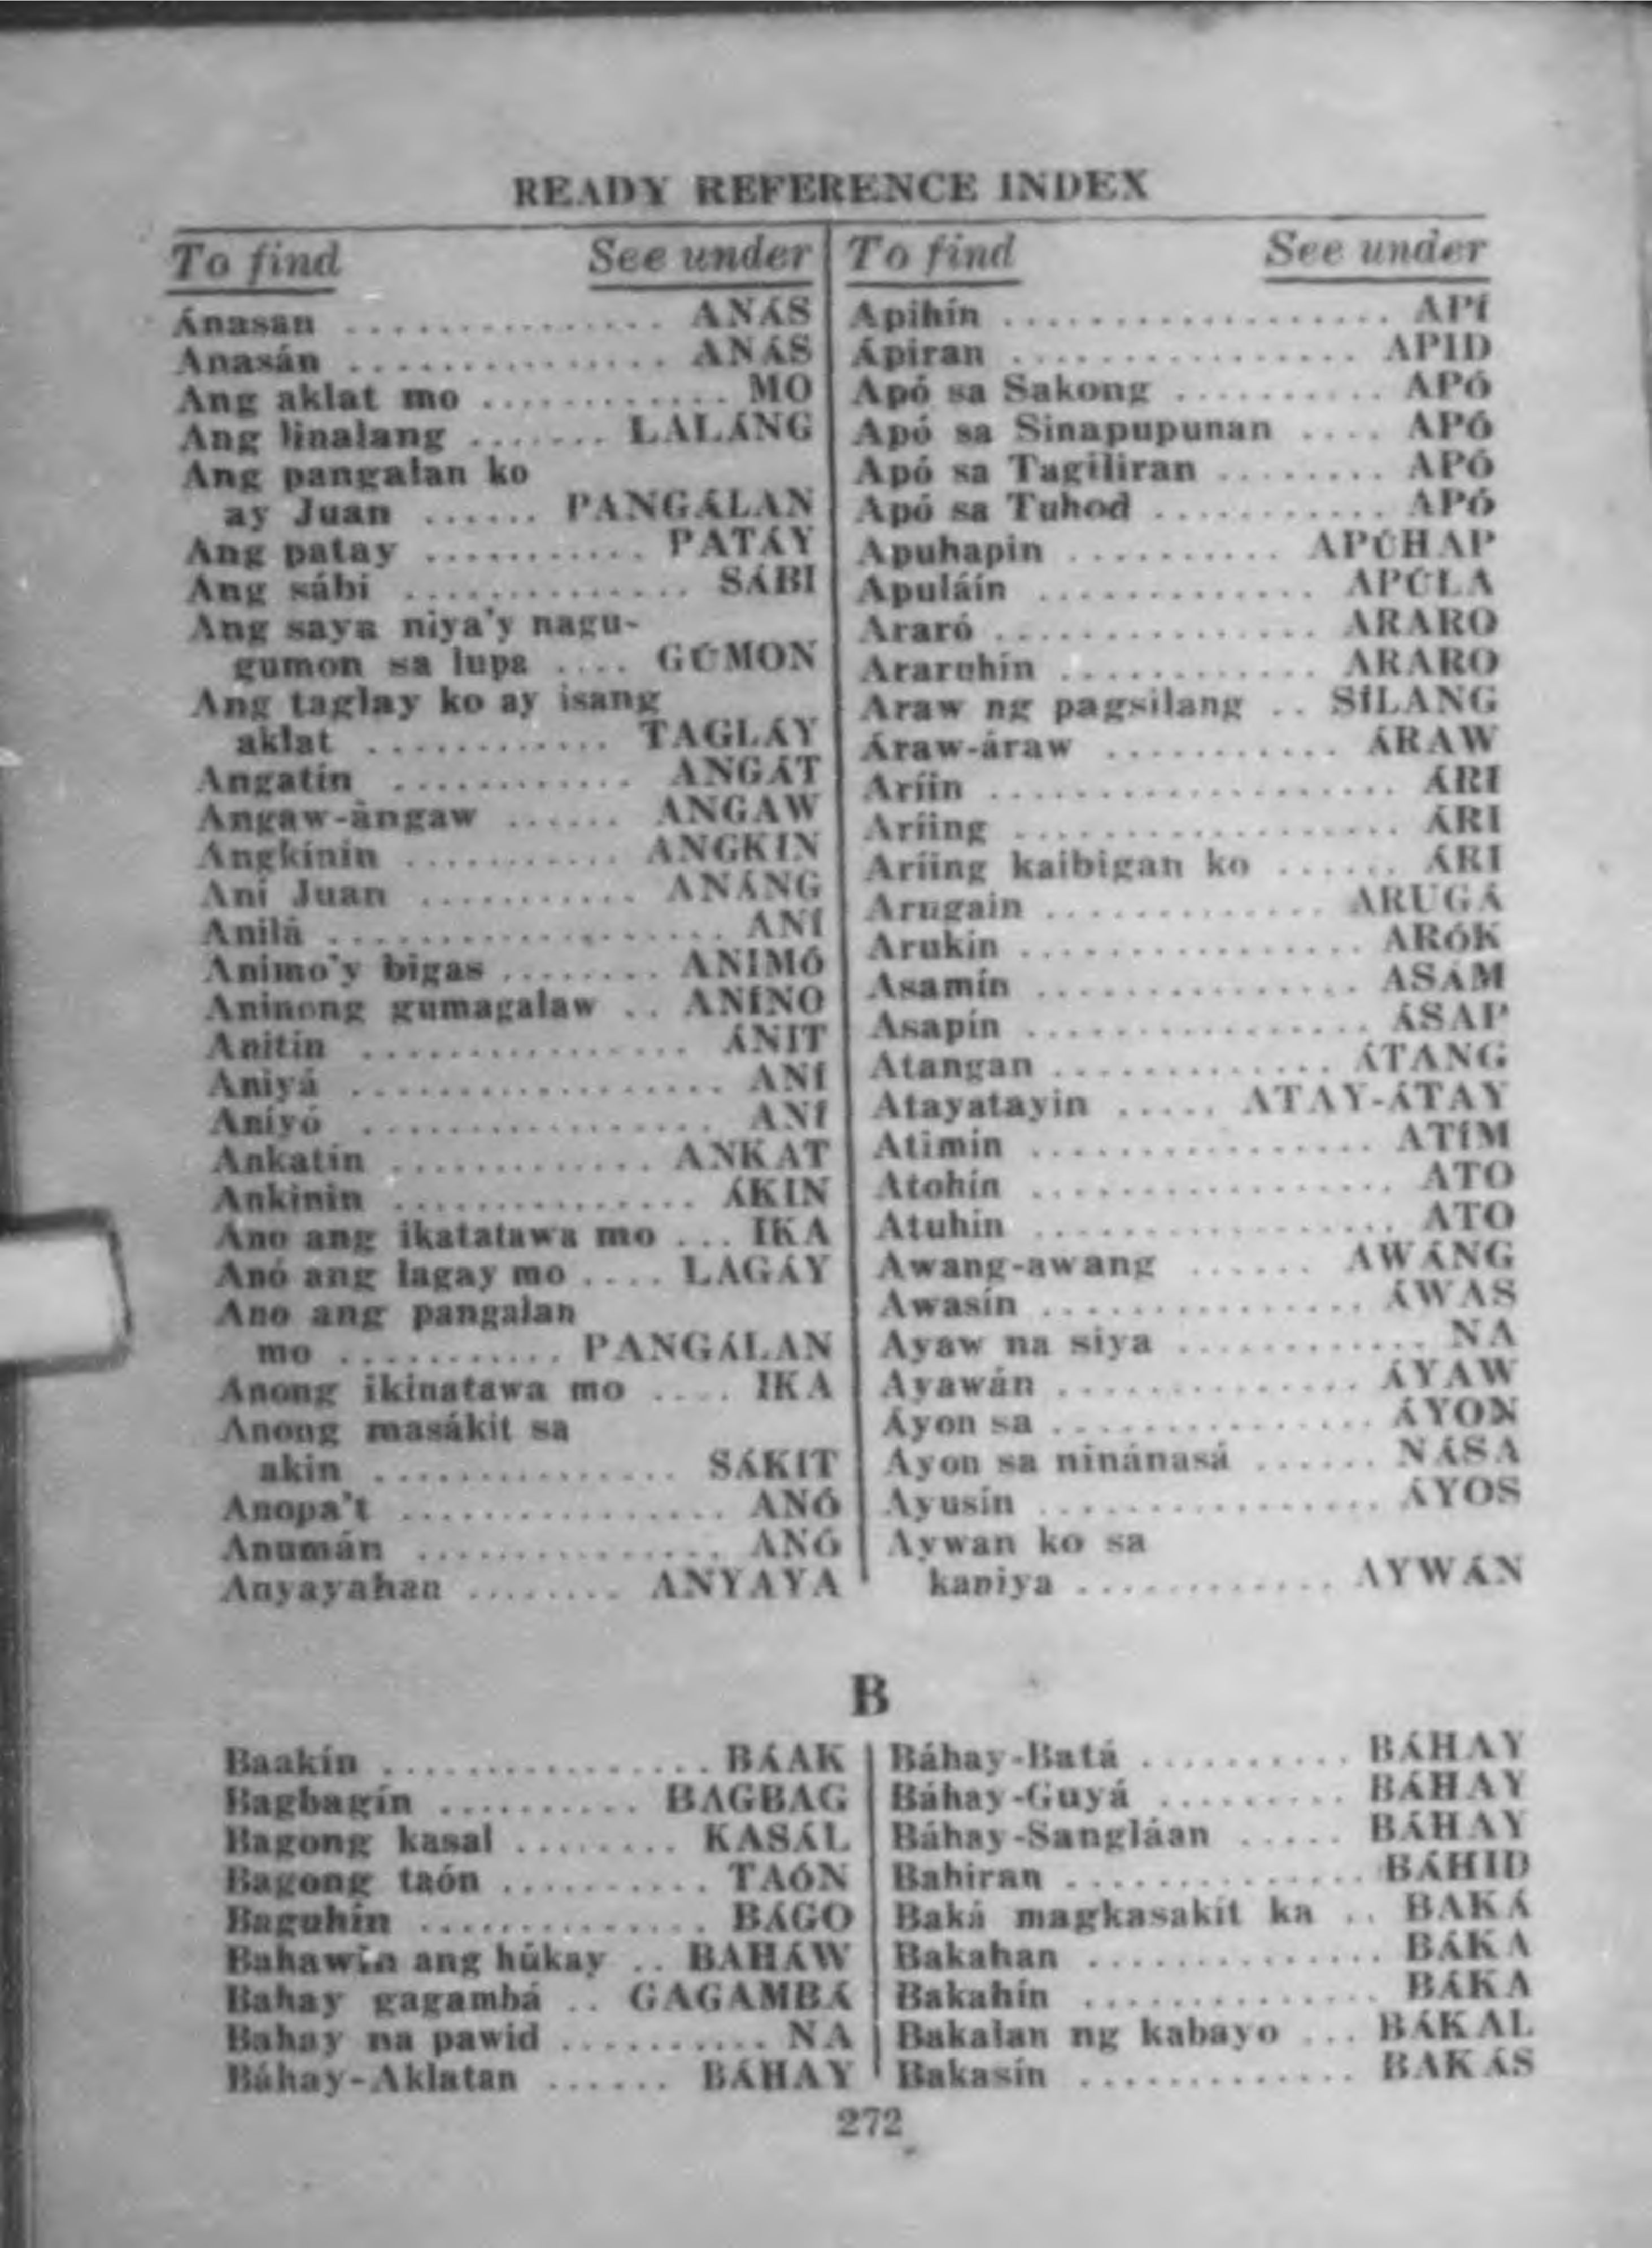 READY REFERENCE INDEX
To find See under
Ánasan ................ ANÁS
Anasán ................ ANÁS
Ang aklat mo ............. MO
Ang linalang ....... LALÁNG
Ang pangalan ko
ay Juan ...... PANGÁLAN
Ang patay ........... PATÁY
Ang sábi .............. SÁBI
Ang saya niya'y nagu-
gumon sa lupa .... GÚMON
Ang taglay ko ay isang
aklat ............ TAGLÁY
Angatín ............ ANGÁT
Angaw-ángaw ...... ANGAW
Angkinín ........... ANGKIN
Aní Juan ........... ANÁNG
Anilá ................... ANÍ
Animo'y bigas ........ ANIMÓ
Aninong gumagalaw .. ANÍNO
Anitin ................. ÁNIT
Aniyá .................. ANÍ
Aníyó ................. ANÍ
Ankatin ............. ANKAT
Ankinin ............... ÁKIN
Ano ang ikatatawa mo ... IKA
Anó ang lagay mo .... LAGÁY
Ano ang pangalan
mo ........... PANGÁLAN
Anong ikinatawa mo .... IKA
Anong masákit sa
akin ............... SÁKIT
Anopa't ................ ANÓ
Anumán ............... ANÓ
Anyayahan ........ ANYAYA
To find See under
Apihín ................... APÍ
Ápiran ................. APID
Apó sa Sakong .......... APÓ
Apó sa Sinapupunan .... APÓ
Apó sa Tagiliran ........ APÓ
Apó sa Tuhod ........... APÓ
Apuhapin .......... APÚHAP
Apuláín ............. APÚLA
Araró ................ ARARO
Araruhín ............ ARARO
Araw ng pagsilang .. SÍLANG
Áraw-áraw ........... ÁRAW
Aríin .................... ÁRI
Aríing .................. ÁRI
Aríing kaibigan ko ...... ÁRI
Arugain ............. ARUGÁ
Arukin ................. ARÓK
Asamín ................ ASÁM
Asapín ................. ÁSAP
Atangan ............. ÁTANG
Atayatayin ..... ATAY-ÁTAY
Atimín ................ ATÍM
Atohín .................. ATO
Atuhin .................. ATO
Awang-awang ...... AWÁNG
Awasín ................ ÁWAS
Ayaw na siya ............ NA
Ayawán .............. ÁYAW
Áyon sa ............... ÁYON
Ayon sa ninánasá ...... NÁSA
Ayusín ................ ÁYOS
Aywan ko sa
kaniya ............. AYWÁN
B
Baakín ................ BÁAK
Bagbagín .......... BAGBAG
Bagong kasal ........ KASÁL
Bagong taón .......... TAÓN
Baguhín .............. BÁGO
Bahawin ang húkay .. BAHÁW
Bahay gagambá .. GAGAMBÁ
Bahay na pawid .......... NA
Báhay-Aklatan ...... BÁHAY
Báhay-Batá .......... BÁHAY
Báhay-Guyá ......... BÁHAY
Báhay-Sangláan ..... BÁHAY
Bahiran .............. BÁHID
Baká magkasakit ka .. BAKÁ
Bakahan .............. BÁKA
Bakahín .............. BÁKA
Bakalan ng kabayo ... BÁKAL
Bakasín ............. BAKÁS
272